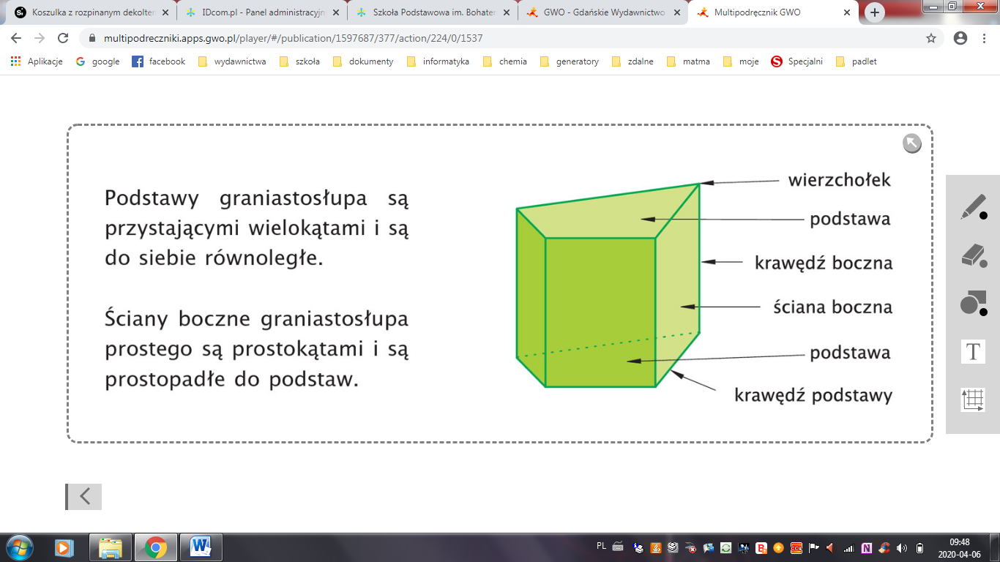 Koszulka z rozpinanym dekolten
IDcom.pl - Panel administracyjn
Szkoła Podstawowa im. Bohater
GWO - Gdańskie Wydawnictwo
Multipodręcznik GWO
multipodreczniki.apps.gwo.pl/player/#/publication/1597687/377/action/224/0/1537
Aplikacje google facebook wydawnictwa szkoła dokumenty informatyka chemia generatory zdalne matma moje Specjalni padlet
Podstawy graniastosłupa są
przystającymi wielokątami i są
do siebie równoległe.
Ściany boczne graniastosłupa
prostego są prostokątami i są
prostopadłe do podstaw.
wierzchołek
podstawa
krawędź boczna
ściana boczna
podstawa
krawędź podstawy
T
PL
09:48
2020-04-06